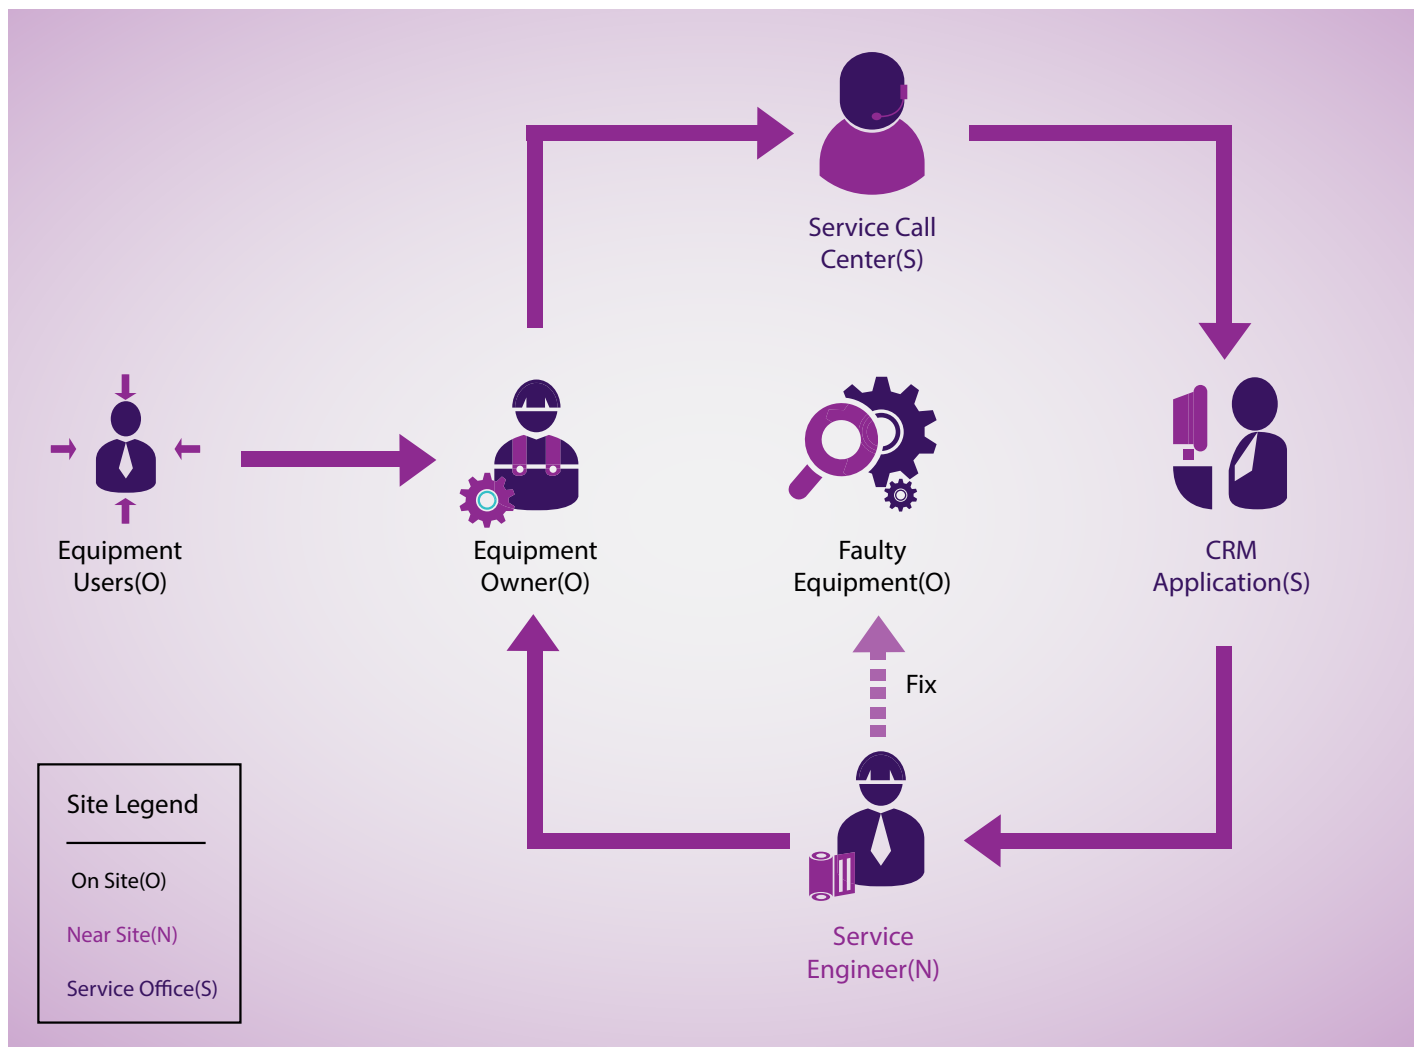 Service Call
Center(S)
Equipment
Users(O)
Equipment
Owner(O)
Faulty
Equipment(O)
CRM
Application(S)
Fix
Service
Engineer(N)
Site Legend
On Site(O)
Near Site(N)
Service Office(S)